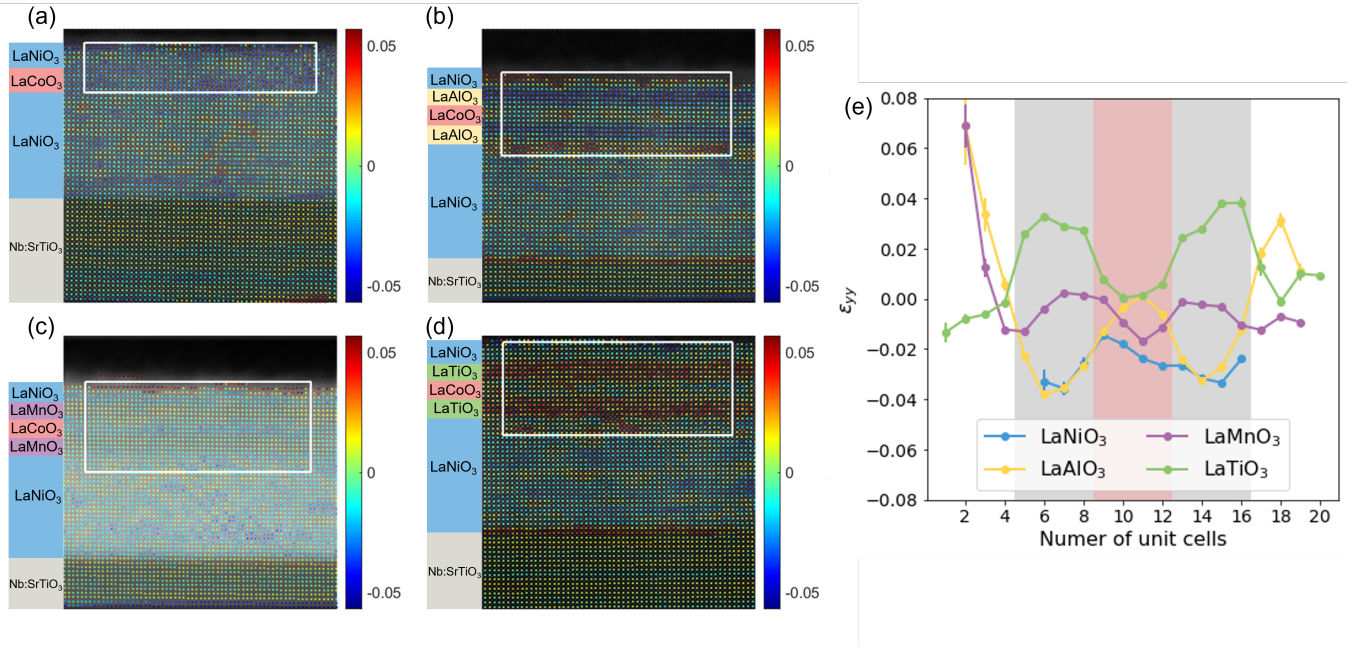 (a)
LaNiO₃
LaCoO₃
LaNiO₃
Nb:SrTiO₃
0.05
0
-0.05
(b)
LaNiO₃
LaAlO₃
LaCoO₃
LaAlO₃
LaNiO₃
Nb:SrTiO₃
0.05
0
-0.05
(c)
LaNiO₃
LaMnO₃
LaCoO₃
LaMnO₃
LaNiO₃
Nb:SrTiO₃
0.05
0
-0.05
(d)
LaNiO₃
LaTiO₃
LaCoO₃
LaTiO₃
LaNiO₃
Nb:SrTiO₃
0.05
0
-0.05
(e)
0.08
0.06
0.04
0.02
0.00
−0.02
−0.04
−0.06
−0.08
εyy
LaNiO₃ LaMnO₃
LaAlO₃ LaTiO₃
2 4 6 8 10 12 14 16 18 20
Numer of unit cells